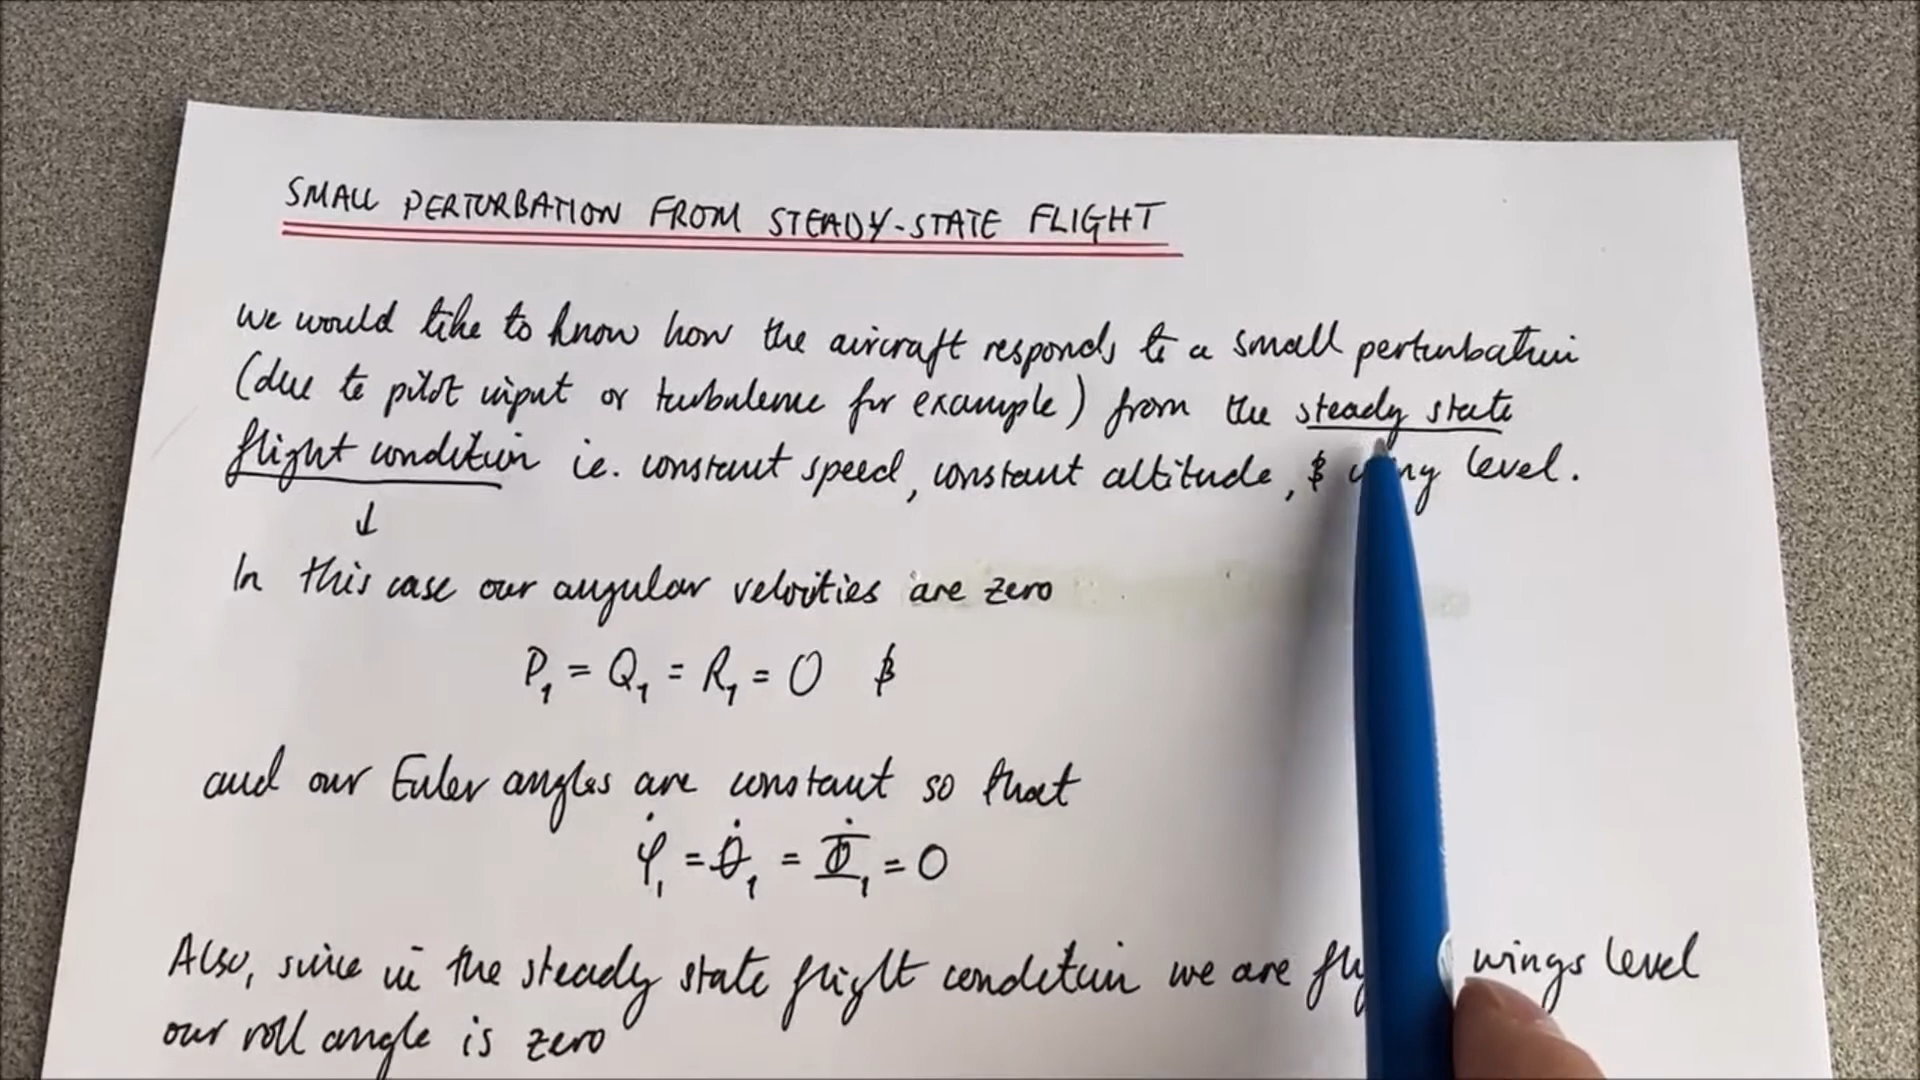 SMALL PERTURBATION FROM STEADY-STATE FLIGHT
we would like to know how the aircraft responds to a small perturbation
(due to pilot input or turbulence for example) from the steady state
flight condition i.e. constant speed, constant altitude, & level.
↓
In this case our angular velocities are zero
P₁ = Q₁ = R₁ = 0 &
and our Euler angles are constant so that
φ̇₁ = θ̇₁ = Φ̇₁ = 0
Also, since in the steady state flight condition we are wings level
our roll angle is zero